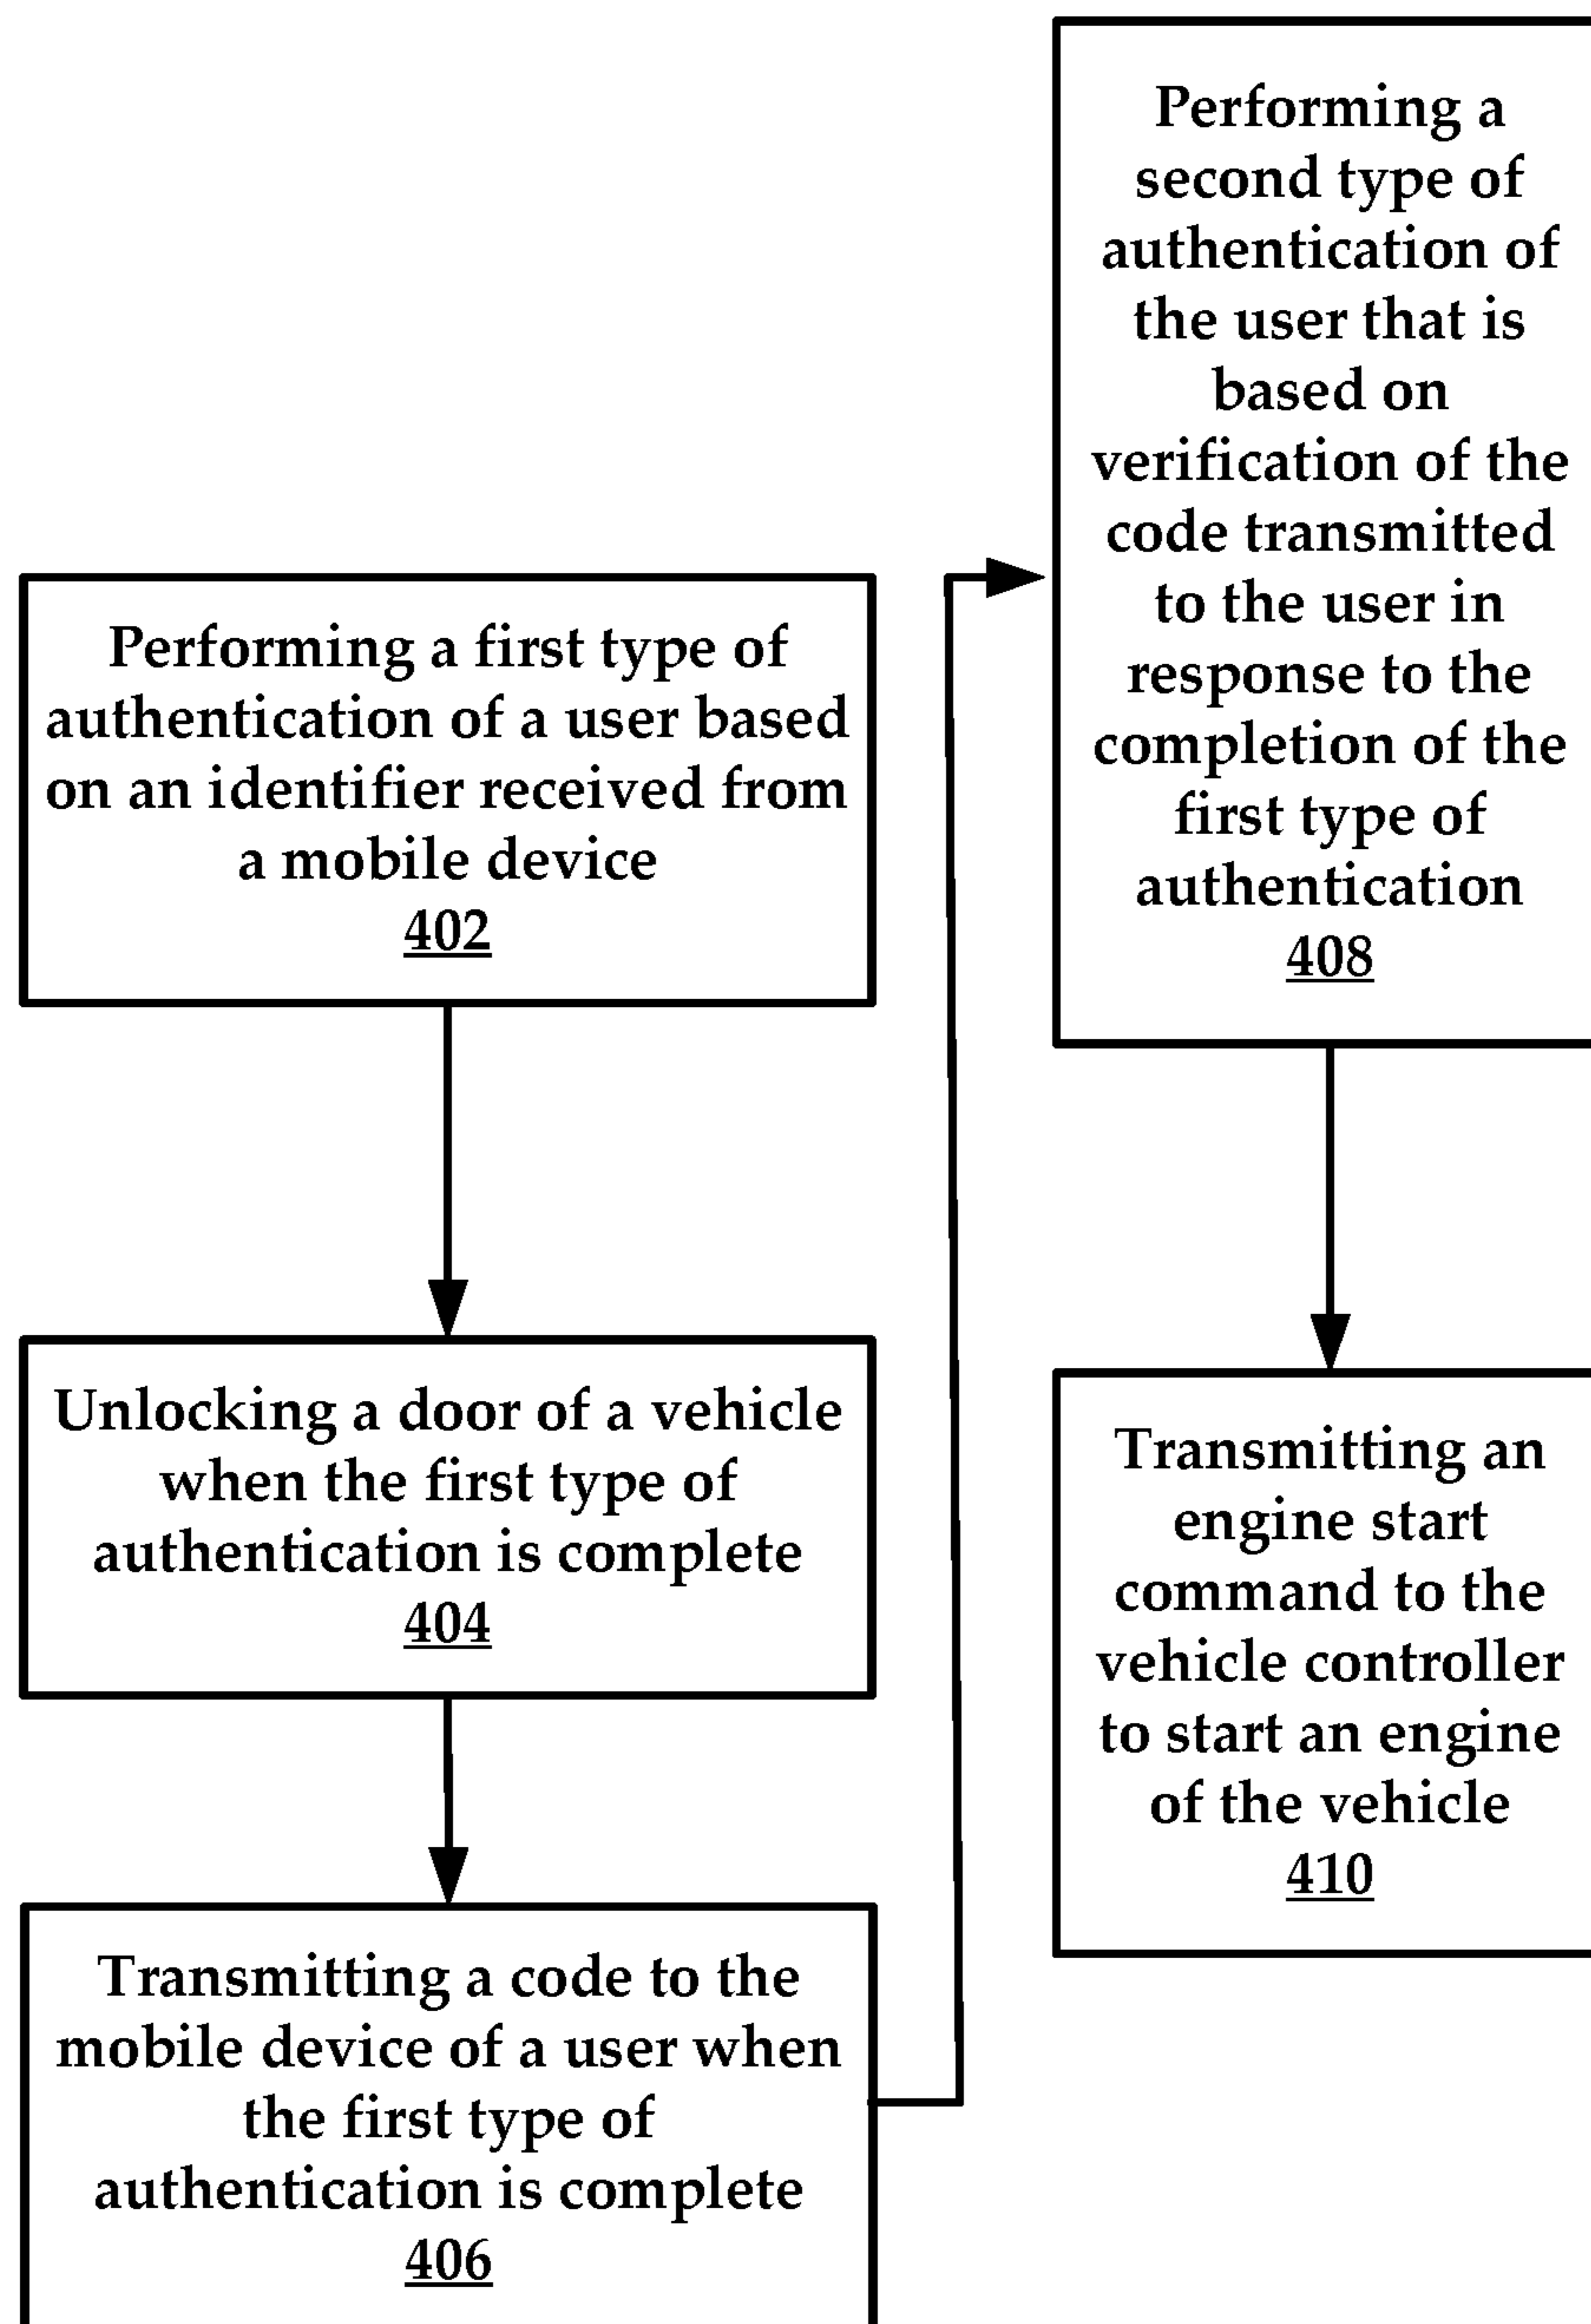 Performing a first type of
authentication of a user based
on an identifier received from
a mobile device
402
Unlocking a door of a vehicle
when the first type of
authentication is complete
404
Transmitting a code to the
mobile device of a user when
the first type of
authentication is complete
406
Performing a
second type of
authentication of
the user that is
based on
verification of the
code transmitted
to the user in
response to the
completion of the
first type of
authentication
408
Transmitting an
engine start
command to the
vehicle controller
to start an engine
of the vehicle
410